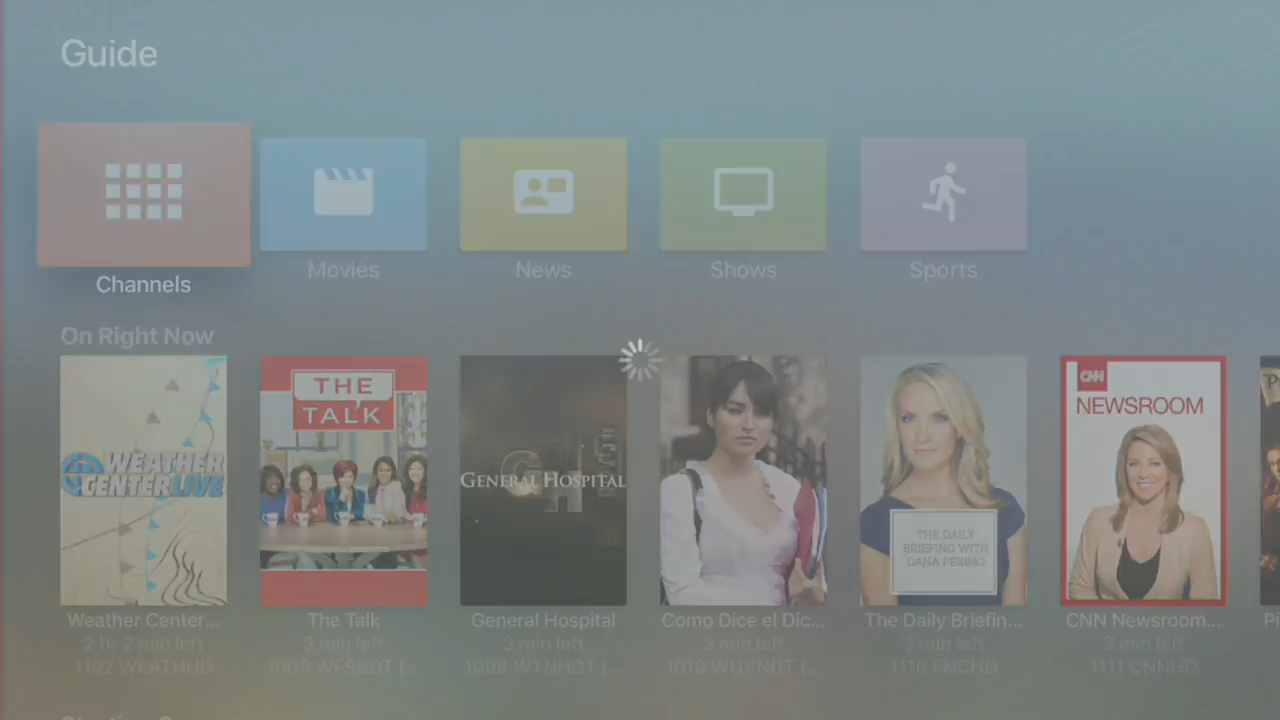 Guide
Channels
Movies
News
Shows
Sports
On Right Now
WEATHER
CENTERLIVE
THE
TALK
GENERAL HOSPITAL
THE DAILY
BRIEFING WITH
DANA PERINO
CNN
NEWSROOM
Weather Center...
The Talk
General Hospital
Como Dice el Dic...
The Daily Briefin...
CNN Newsroom...
2 hr 2 min left
3 min left
3 min left
3 min left
3 min left
3 min left
1102 WEATHHD
1110 FNCHD
1111 CNNHD